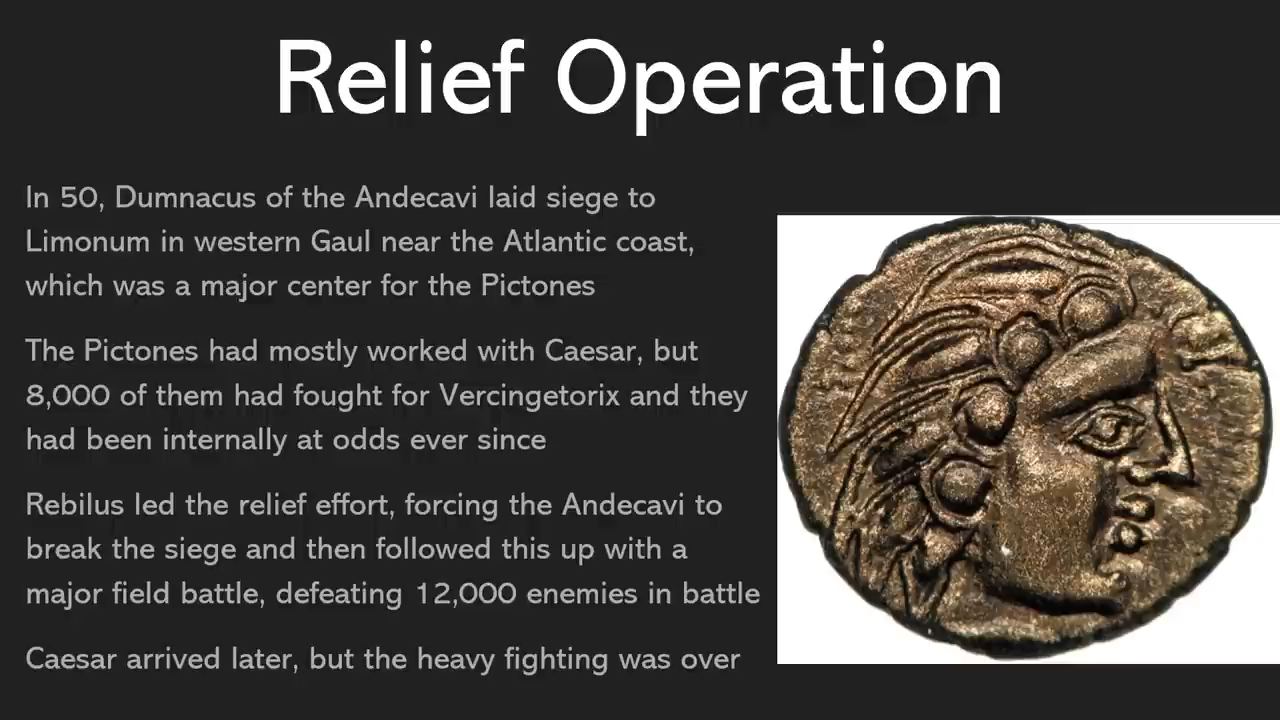 Relief Operation
In 50, Dumnacus of the Andecavi laid siege to
Limonum in western Gaul near the Atlantic coast,
which was a major center for the Pictones
The Pictones had mostly worked with Caesar, but
8,000 of them had fought for Vercingetorix and they
had been internally at odds ever since
Rebilus led the relief effort, forcing the Andecavi to
break the siege and then followed this up with a
major field battle, defeating 12,000 enemies in battle
Caesar arrived later, but the heavy fighting was over